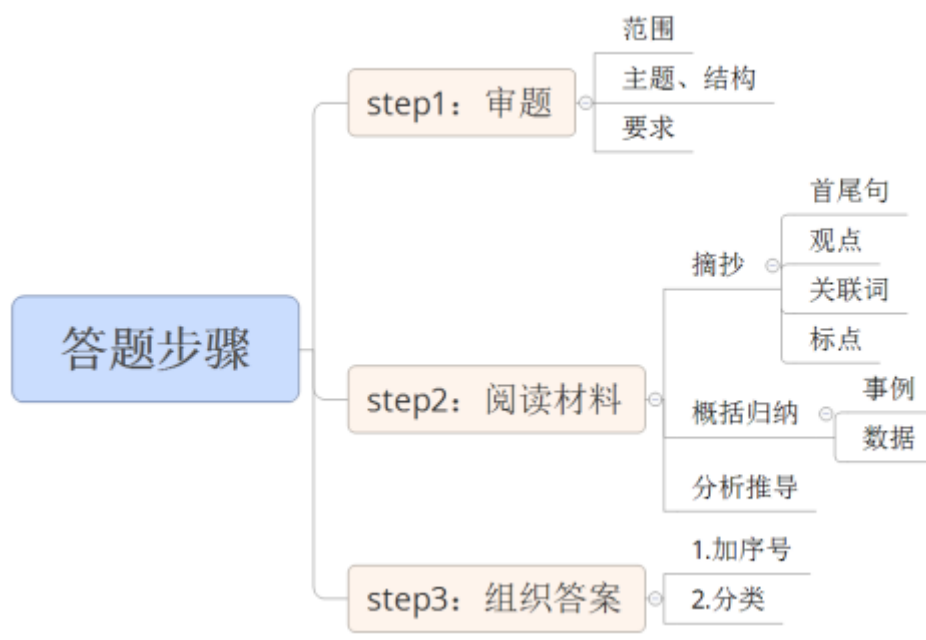 答题步骤
step1：审题
范围
主题、结构
要求
step2：阅读材料
摘抄
首尾句
观点
关联词
标点
概括归纳
事例
数据
分析推导
step3：组织答案
1.加序号
2.分类